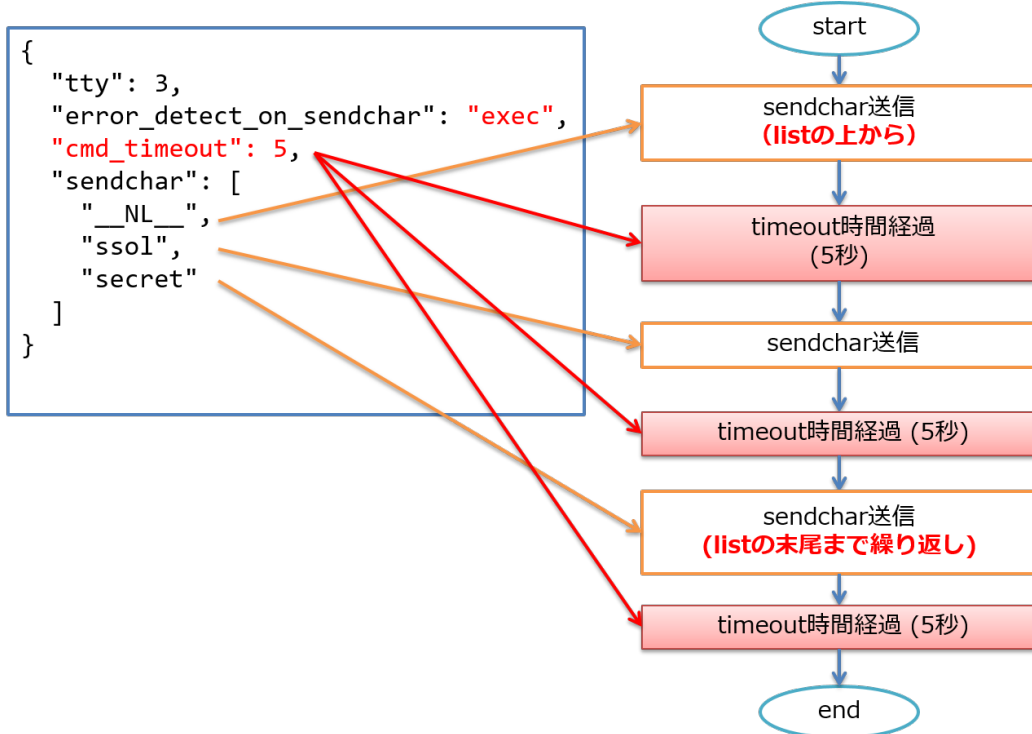 {
  "tty": 3,
  "error_detect_on_sendchar": "exec",
  "cmd_timeout": 5,
  "sendchar": [
    "__NL__",
    "ssol",
    "secret"
  ]
}
start
sendchar送信
（listの上から）
timeout時間経過
(5秒)
sendchar送信
timeout時間経過 (5秒)
sendchar送信
(listの末尾まで繰り返し)
timeout時間経過 (5秒)
end